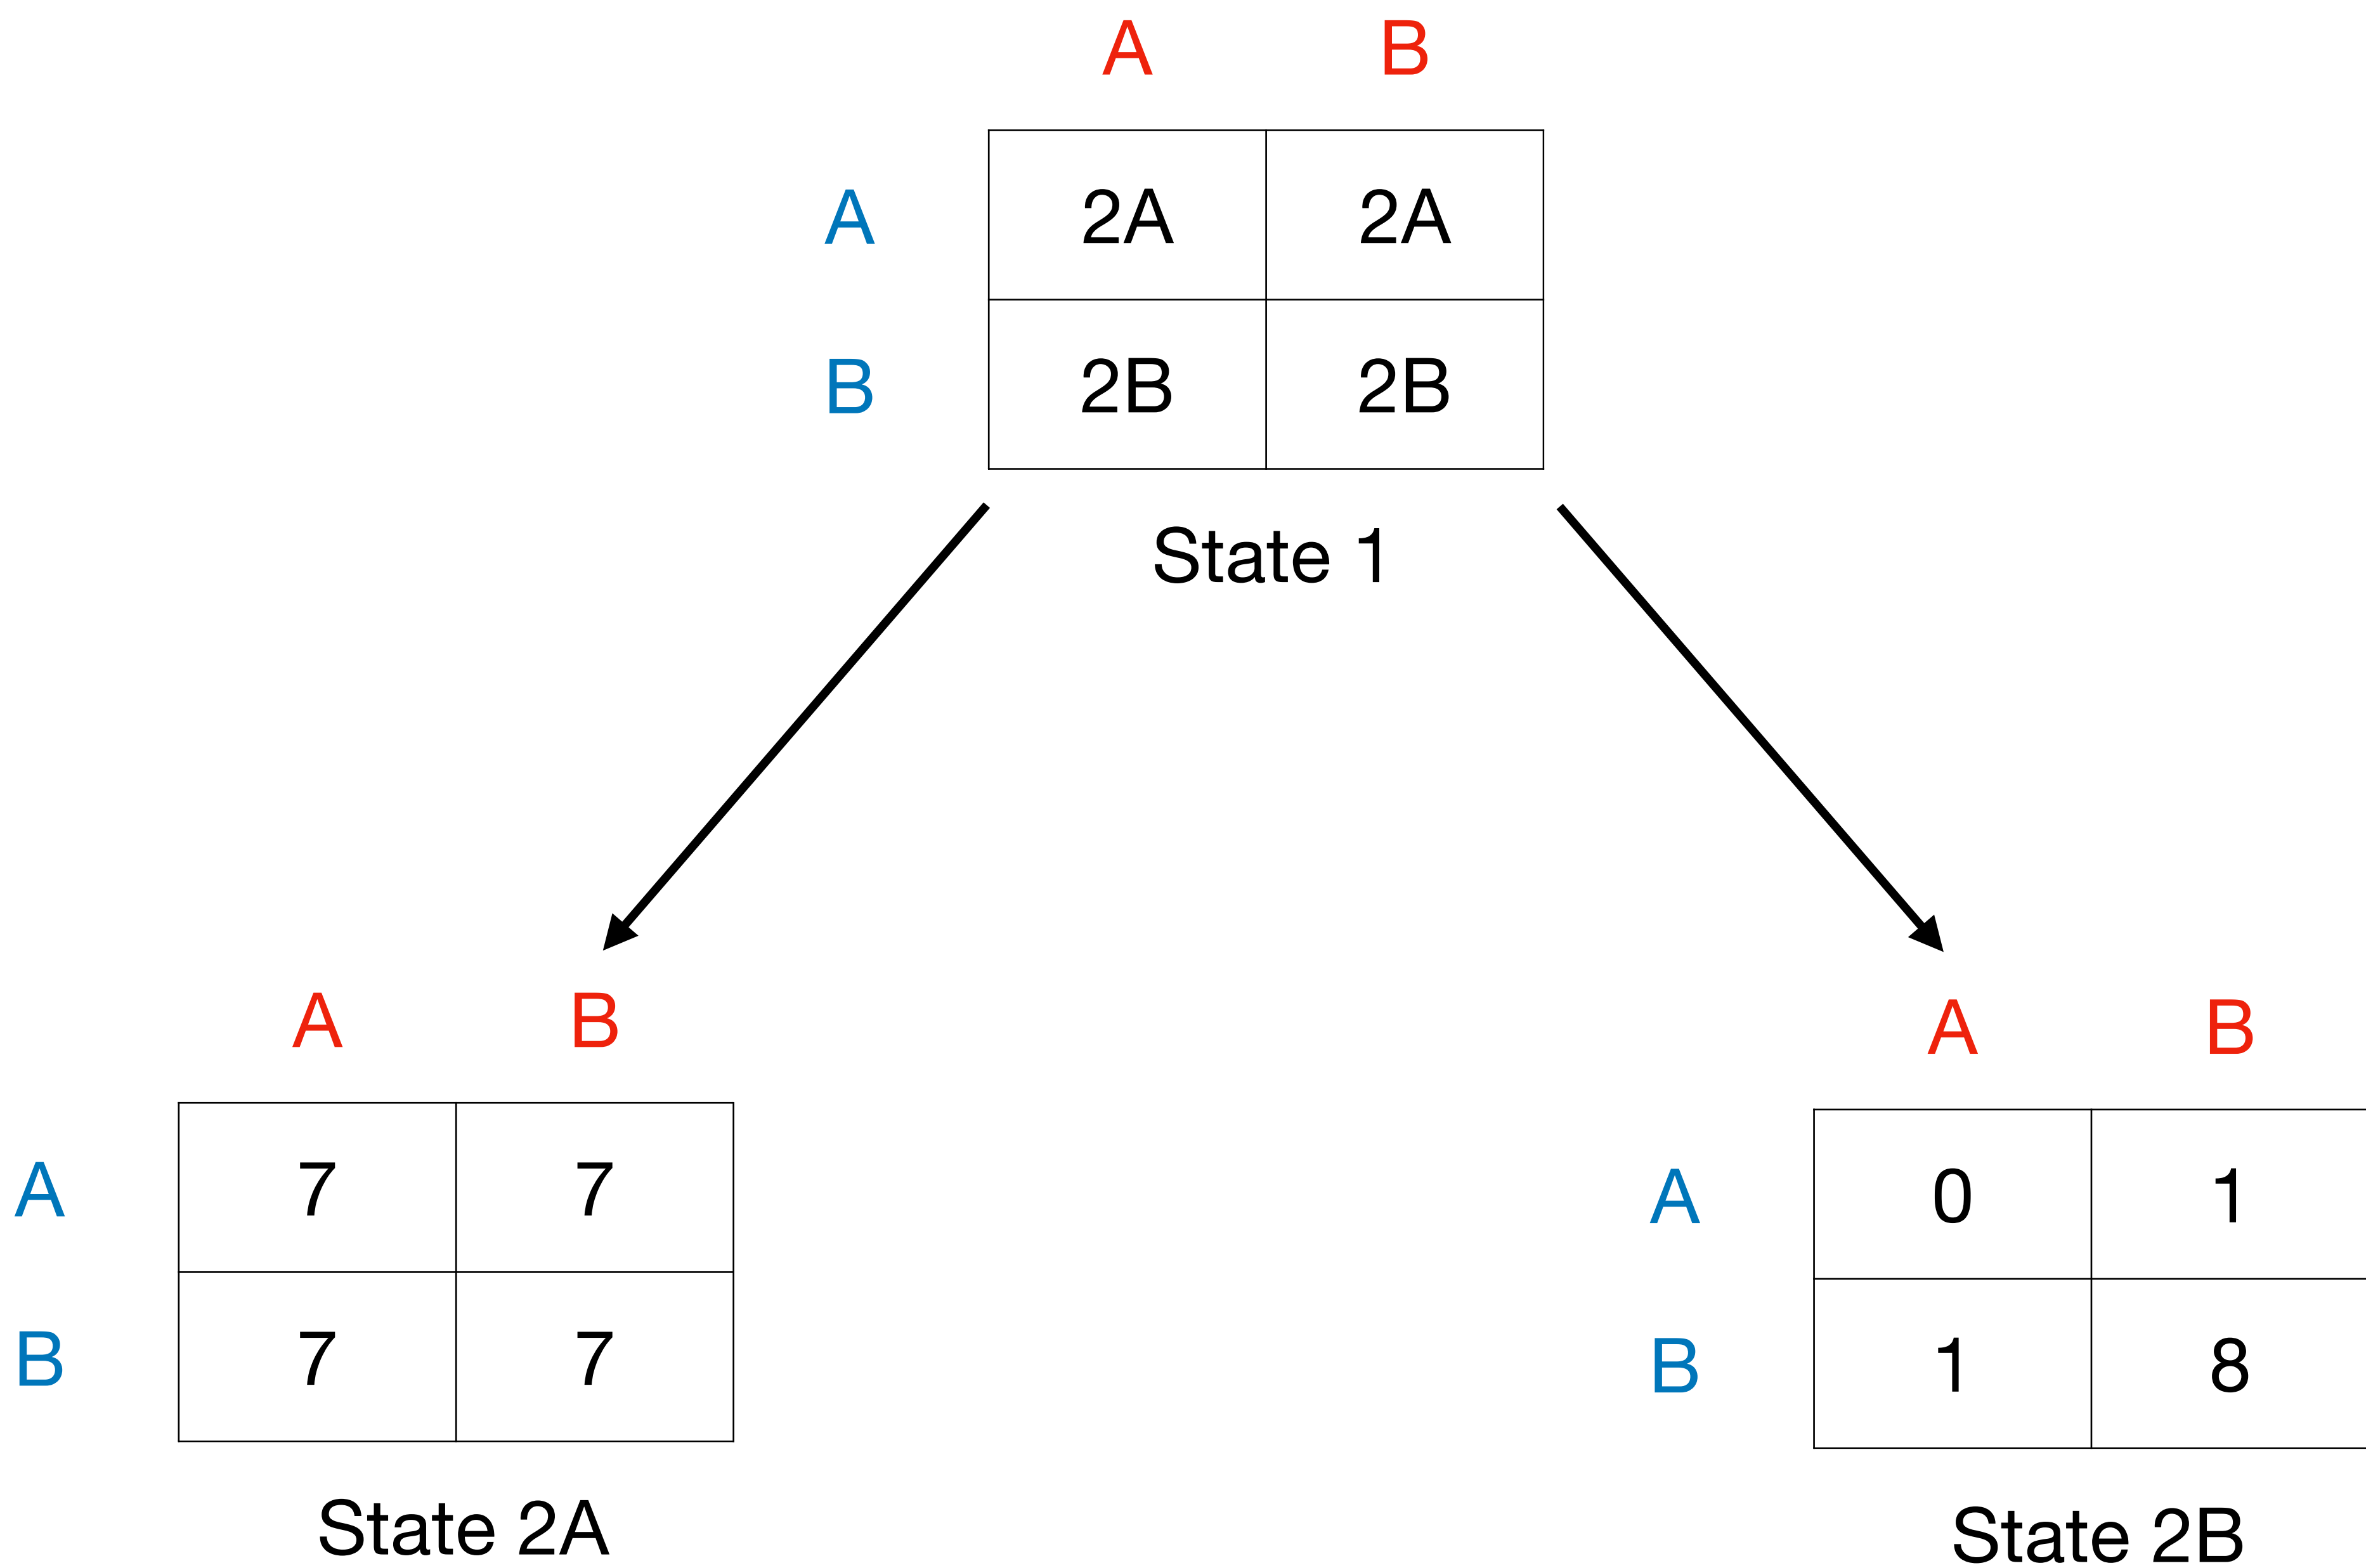 A B
A 2A 2A
B 2B 2B
State 1
A B
A 7 7
B 7 7
State 2A
A B
A 0 1
B 1 8
State 2B